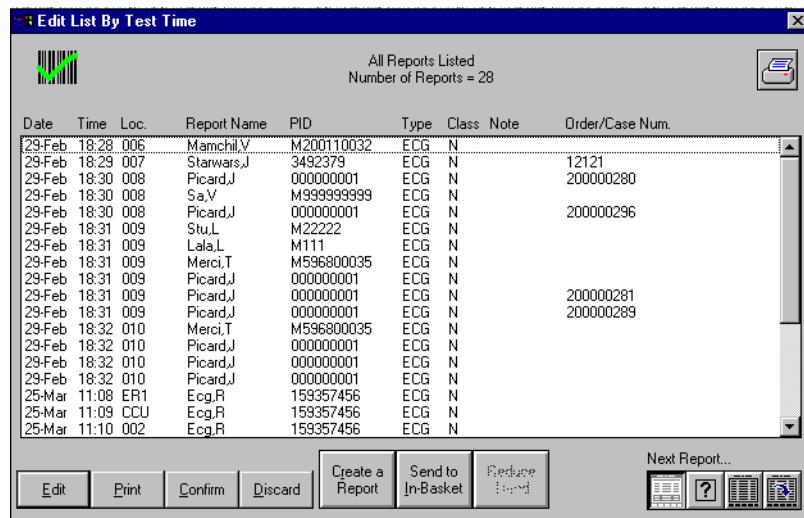 Edit List By Test Time
All Reports Listed
Number of Reports = 28
Date Time Loc. Report Name PID Type Class Note Order/Case Num.
29-Feb 18:28 006 Mamchil,V M200110032 ECG N
29-Feb 18:29 007 Starwars,J 3492379 ECG N 12121
29-Feb 18:30 008 Picard,J 000000001 ECG N 200000280
29-Feb 18:30 008 Sa,V M999999999 ECG N
29-Feb 18:30 008 Picard,J 000000001 ECG N 200000296
29-Feb 18:31 009 Stu,L M22222 ECG N
29-Feb 18:31 009 Lala,L M111 ECG N
29-Feb 18:31 009 Merci,T M596800035 ECG N
29-Feb 18:31 009 Picard,J 000000001 ECG N
29-Feb 18:31 009 Picard,J 000000001 ECG N 200000281
29-Feb 18:31 009 Picard,J 000000001 ECG N 200000289
29-Feb 18:32 010 Merci,T M596800035 ECG N
29-Feb 18:32 010 Picard,J 000000001 ECG N
29-Feb 18:32 010 Picard,J 000000001 ECG N
29-Feb 18:32 010 Picard,J 000000001 ECG N
25-Mar 11:08 ER1 Ecg,R 159357456 ECG N
25-Mar 11:09 CCU Ecg,R 159357456 ECG N
25-Mar 11:10 002 Ecg,R 159357456 ECG N
Next Report...
Edit Print Confirm Discard
Create a
Report
Send to
In-Basket
Reduce
?